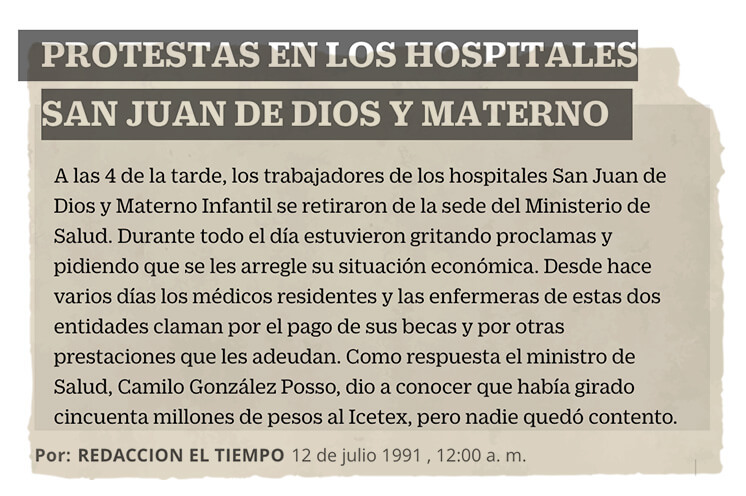 PROTESTAS EN LOS HOSPITALES
SAN JUAN DE DIOS Y MATERNO
A las 4 de la tarde, los trabajadores de los hospitales San Juan de
Dios y Materno Infantil se retiraron de la sede del Ministerio de
Salud. Durante todo el día estuvieron gritando proclamas y
pidiendo que se les arregle su situación económica. Desde hace
varios días los médicos residentes y las enfermeras de estas dos
entidades claman por el pago de sus becas y por otras
prestaciones que les adeudan. Como respuesta el ministro de
Salud, Camilo González Posso, dio a conocer que había girado
cincuenta millones de pesos al Icetex, pero nadie quedó contento.
Por: REDACCION EL TIEMPO 12 de julio 1991 , 12:00 a. m.